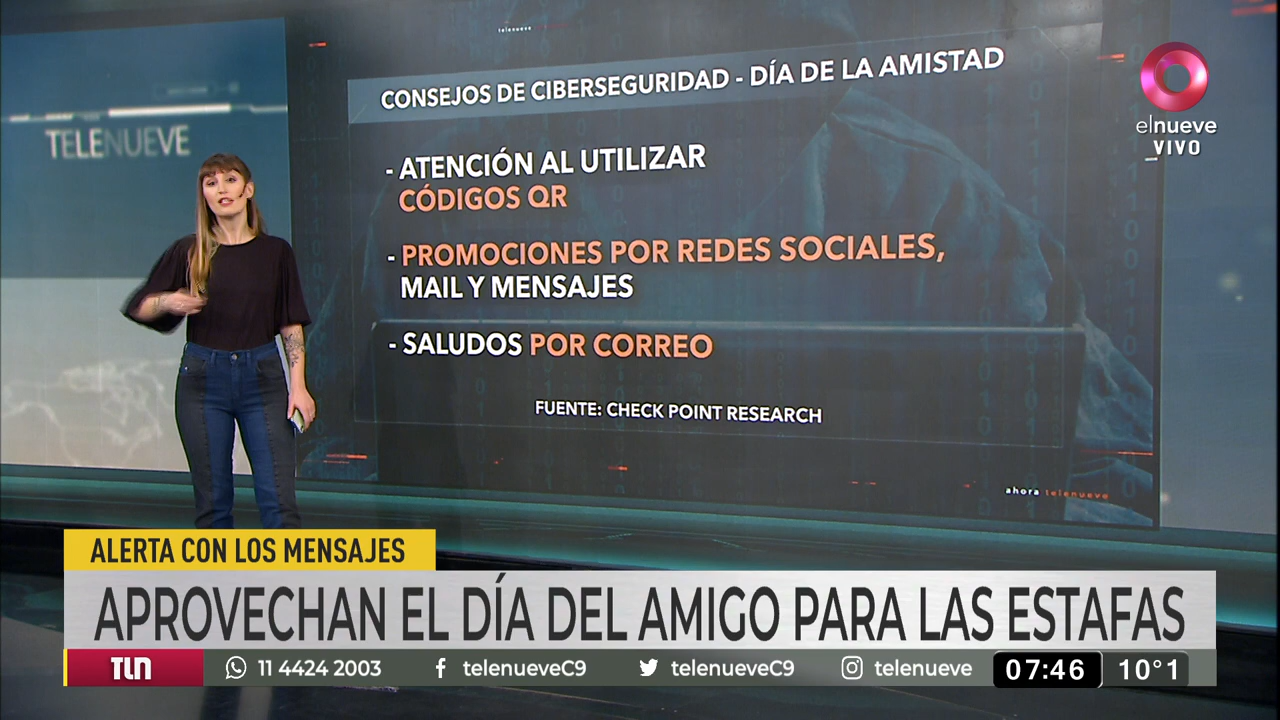 telenueve
CONSEJOS DE CIBERSEGURIDAD - DÍA DE LA AMISTAD
TELENUEVE
- ATENCIÓN AL UTILIZAR
CÓDIGOS QR
- PROMOCIONES POR REDES SOCIALES,
MAIL Y MENSAJES
- SALUDOS POR CORREO
FUENTE: CHECK POINT RESEARCH
ahora telenueve
elnueve
VIVO
ALERTA CON LOS MENSAJES
APROVECHAN EL DÍA DEL AMIGO PARA LAS ESTAFAS
TLN 11 4424 2003 telenueveC9 telenueveC9 telenueve 07:46 10°1